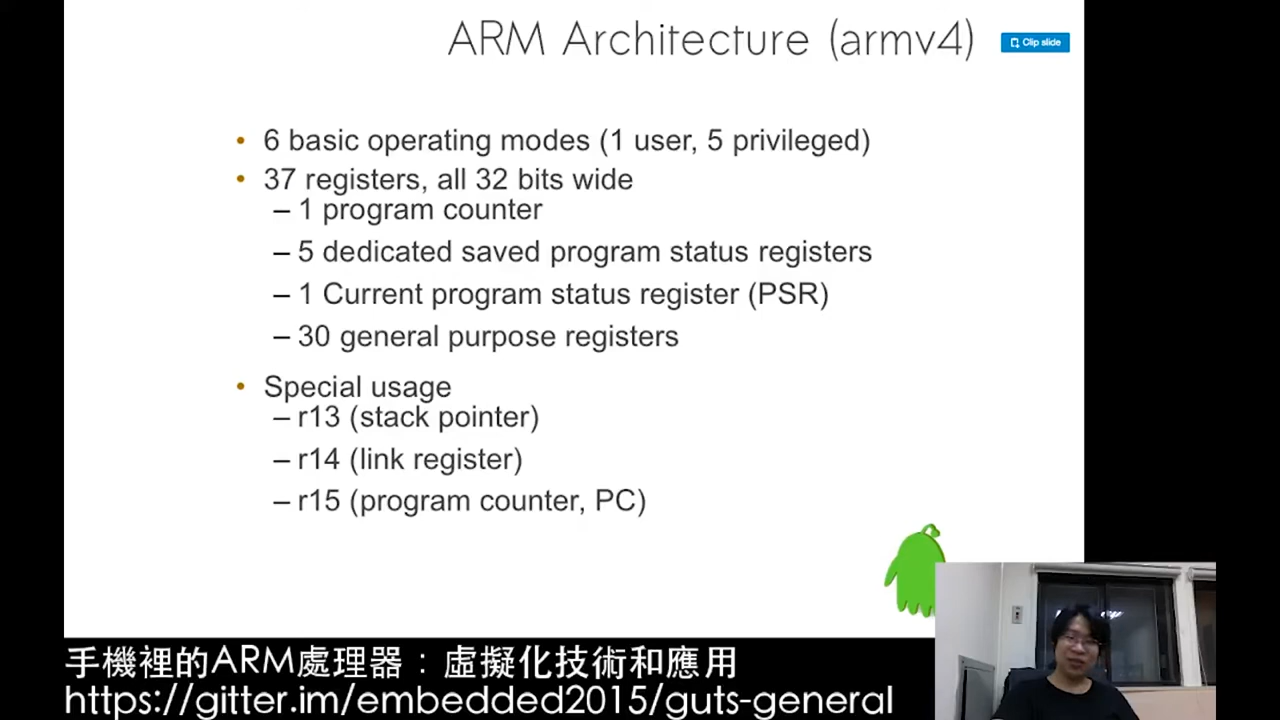 ARM Architecture (armv4)
Clip slide
• 6 basic operating modes (1 user, 5 privileged)
• 37 registers, all 32 bits wide
– 1 program counter
– 5 dedicated saved program status registers
– 1 Current program status register (PSR)
– 30 general purpose registers
• Special usage
– r13 (stack pointer)
– r14 (link register)
– r15 (program counter, PC)
手機裡的ARM處理器：虛擬化技術和應用
https://gitter.im/embedded2015/guts-general